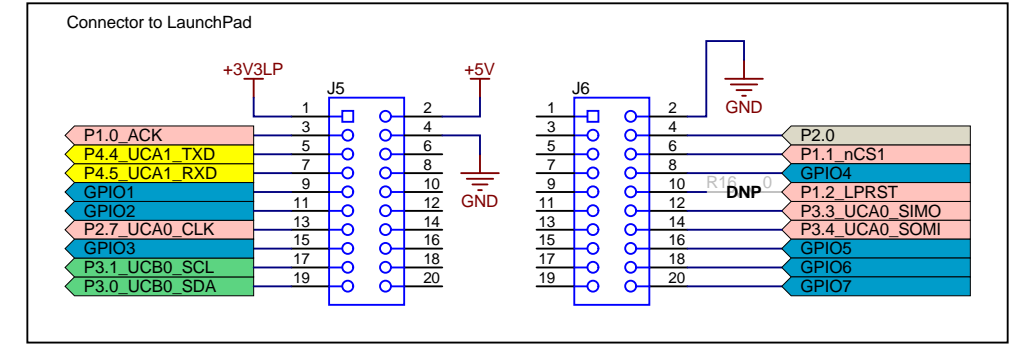 Connector to LaunchPad
+3V3LP J5 +5V J6 GND
1 2 1 2
P1.0_ACK 3 4 3 4 P2.0
P4.4_UCA1_TXD 5 6 5 6 P1.1_nCS1
P4.5_UCA1_RXD 7 8 7 8 GPIO4
GPIO1 9 10 GND 9 10 R16 0 DNP P1.2_LPRST
GPIO2 11 12 11 12 P3.3_UCA0_SIMO
P2.7_UCA0_CLK 13 14 13 14 P3.4_UCA0_SOMI
GPIO3 15 16 15 16 GPIO5
P3.1_UCB0_SCL 17 18 17 18 GPIO6
P3.0_UCB0_SDA 19 20 19 20 GPIO7